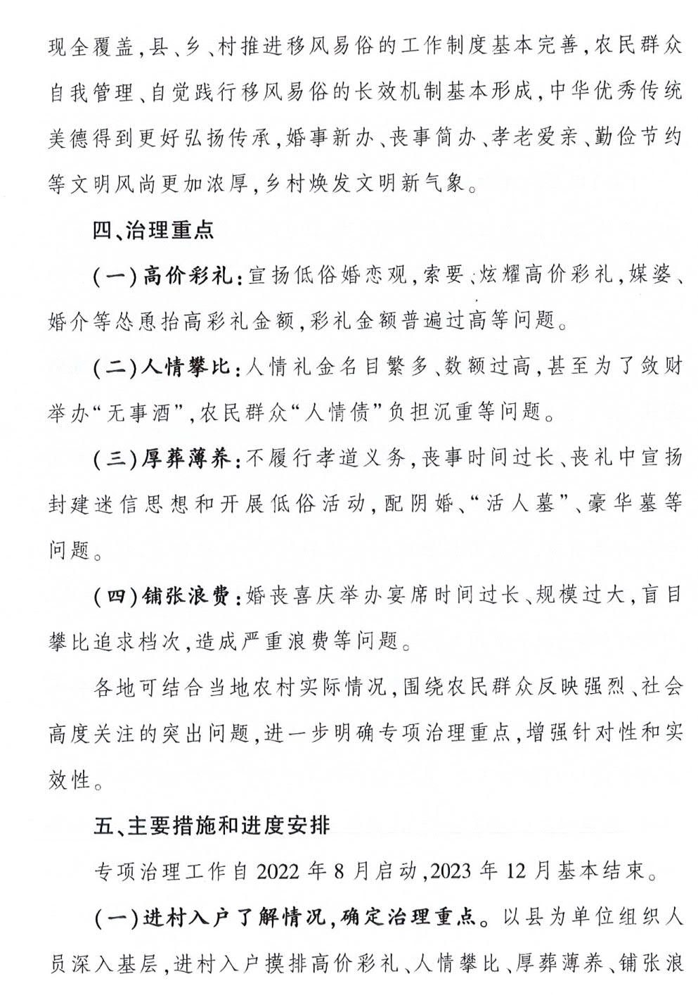 现全覆盖,县、乡、村推进移风易俗的工作制度基本完善,农民群众
自我管理、自觉践行移风易俗的长效机制基本形成,中华优秀传统
美德得到更好弘扬传承,婚事新办、丧事简办、孝老爱亲、勤俭节约
等文明风尚更加浓厚,乡村焕发文明新气象。
四、治理重点
(一)高价彩礼:宣扬低俗婚恋观,索要、炫耀高价彩礼,媒婆、
婚介等怂恿抬高彩礼金额,彩礼金额普遍过高等问题。
(二)人情攀比:人情礼金名目繁多、数额过高,甚至为了敛财
举办“无事酒”,农民群众“人情债”负担沉重等问题。
(三)厚葬薄养:不履行孝道义务,丧事时间过长、丧礼中宣扬
封建迷信思想和开展低俗活动,配阴婚、“活人墓”、豪华墓等
问题。
(四)铺张浪费:婚丧喜庆举办宴席时间过长、规模过大,盲目
攀比追求档次,造成严重浪费等问题。
各地可结合当地农村实际情况,围绕农民群众反映强烈、社会
高度关注的突出问题,进一步明确专项治理重点,增强针对性和实
效性。
五、主要措施和进度安排
专项治理工作自2022年8月启动,2023年12月基本结束。
(一)进村入户了解情况,确定治理重点。以县为单位组织人
员深入基层,进村入户摸排高价彩礼、人情攀比、厚葬薄养、铺张浪